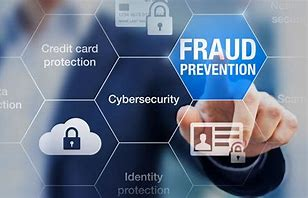 Credit card
protection
FRAUD
PREVENTION
Cybersecurity
Identity
protection